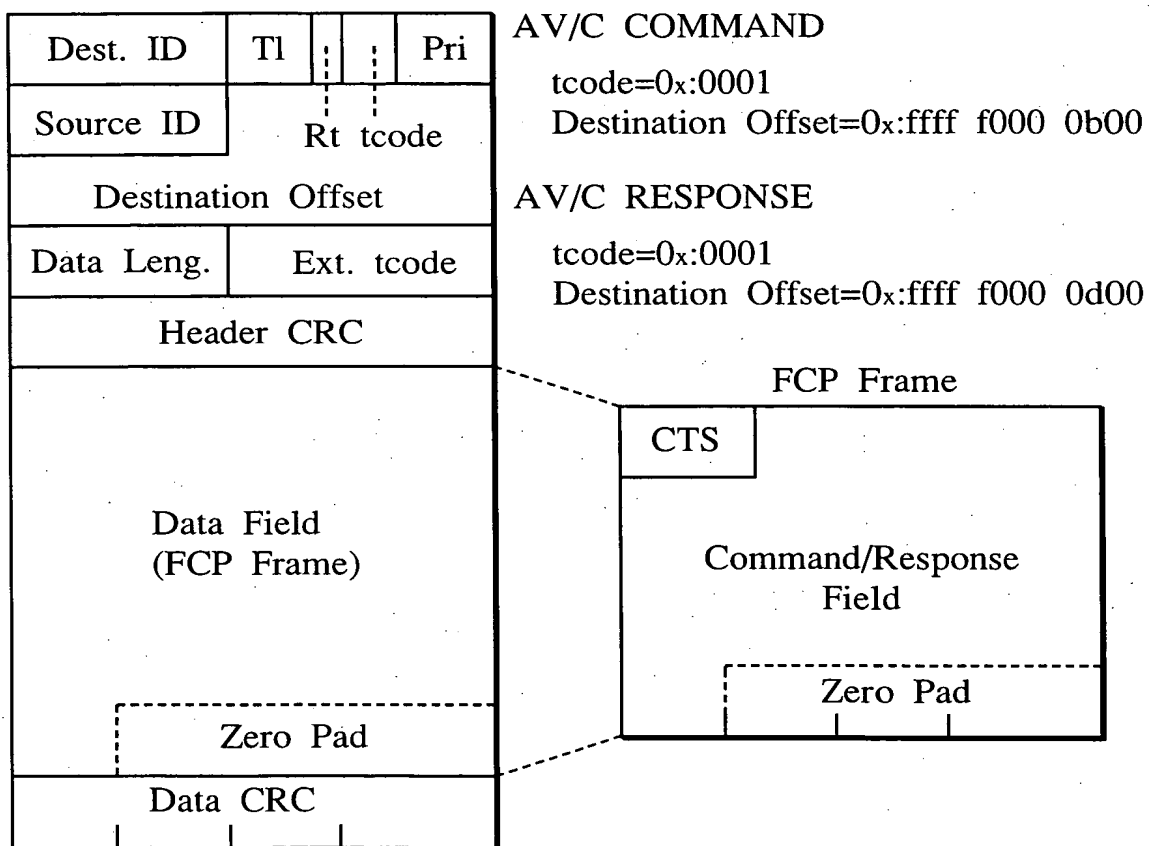 Dest. ID Tl Pri
Source ID Rt tcode
Destination Offset
Data Leng. Ext. tcode
Header CRC
Data Field
(FCP Frame)
Zero Pad
Data CRC
AV/C COMMAND
tcode=0x:0001
Destination Offset=0x:ffff f000 0b00
AV/C RESPONSE
tcode=0x:0001
Destination Offset=0x:ffff f000 0d00
FCP Frame
CTS
Command/Response
Field
Zero Pad